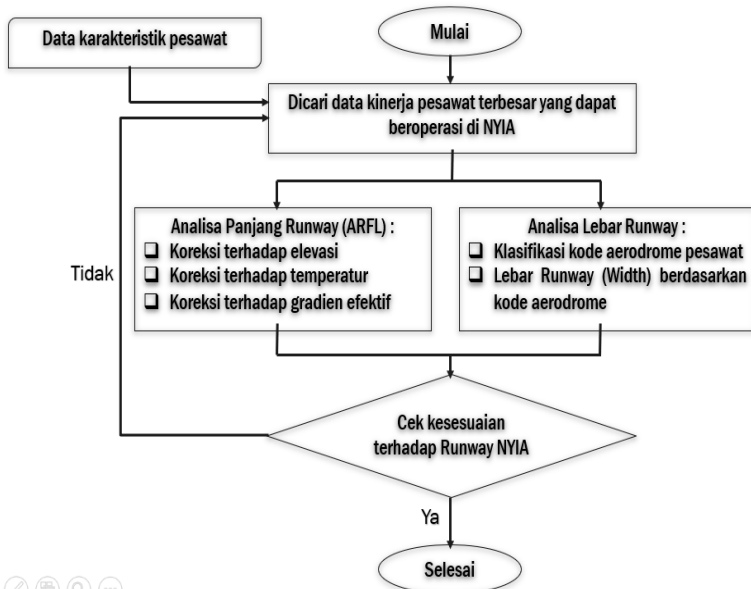 Data karakteristik pesawat
Mulai
Dicari data kinerja pesawat terbesar yang dapat
beroperasi di NYIA
Analisa Panjang Runway (ARFL) :
❑ Koreksi terhadap elevasi
❑ Koreksi terhadap temperatur
❑ Koreksi terhadap gradien efektif
Analisa Lebar Runway :
❑ Klasifikasi kode aerodrome pesawat
❑ Lebar Runway (Width) berdasarkan
kode aerodrome
Tidak
Cek kesesuaian
terhadap Runway NYIA
Ya
Selesai